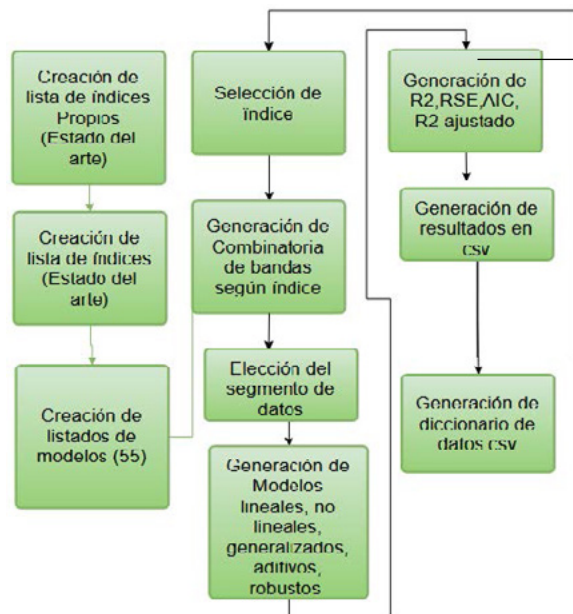 Creación de
lista de índices
Propios
(Estado del
arte)
Creación de
lista de índices
(Estado del
arte)
Creación de
listados de
modelos (55)
Selección de
índice
Generación de
Combinatoria
de bandas
según índice
Elección del
segmento de
datos
Generación de
Modelos
lineales, no
lineales,
generalizados,
aditivos,
robustos
Generación de
R2,RSE,AIC,
R2 ajustado
Generación de
resultados en
csv
Generación de
diccionario de
datos csv